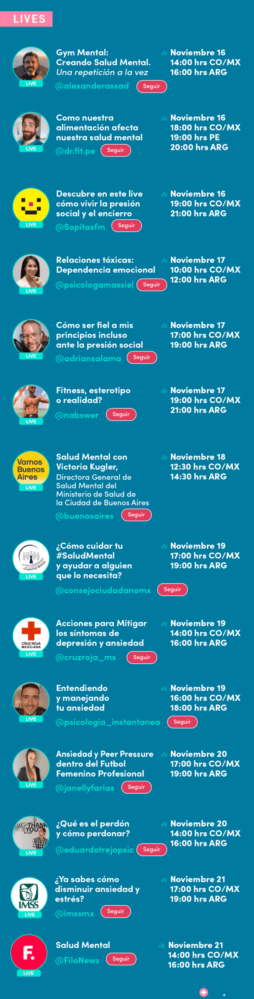 LIVES
Gym Mental:
Creando Salud Mental.
Una repetición a la vez
@alexanderassad
Seguir
LIVE
Noviembre 16
14:00 hrs CO/MX
16:00 hrs ARG
Como nuestra
alimentación afecta
nuestra salud mental
@dr.fit.pe
Seguir
LIVE
Noviembre 16
18:00 hrs CO/MX
19:00 hrs PE
20:00 hrs ARG
Descubre en este live
cómo vivir la presión
social y el encierro
@Sopitasfm
Seguir
LIVE
Noviembre 16
19:00 hrs CO/MX
21:00 hrs ARG
Relaciones tóxicas:
Dependencia emocional
@psicologamassiel
Seguir
LIVE
Noviembre 17
10:00 hrs CO/MX
12:00 hrs ARG
Cómo ser fiel a mis
principios incluso
ante la presión social
@adriansalama
Seguir
LIVE
Noviembre 17
17:00 hrs CO/MX
19:00 hrs ARG
Fitness, esterotipo
o realidad?
@nabswer
Seguir
LIVE
Noviembre 17
19:00 hrs CO/MX
21:00 hrs ARG
Vamos
Buenos
Aires
LIVE
Salud Mental con
Victoria Kugler,
Directora General de
Salud Mental del
Ministerio de Salud de
la Ciudad de Buenos Aires
@buenosaires
Seguir
Noviembre 18
12:30 hrs CO/MX
14:30 hrs ARG
CONSEJO CIUDADANO
Ciudad de México
LIVE
¿Cómo cuidar tu
#SaludMental
y ayudar a alguien
que lo necesita?
@consejociudadanomx
Seguir
Noviembre 19
17:00 hrs CO/MX
19:00 hrs ARG
CRUZ ROJA
MEXICANA
LIVE
Acciones para Mitigar
los síntomas de
depresión y ansiedad
@cruzroja_mx
Seguir
Noviembre 19
14:00 hrs CO/MX
16:00 hrs ARG
Entendiendo
y manejando
tu ansiedad
@psicologia_instantanea
Seguir
LIVE
Noviembre 19
16:00 hrs CO/MX
18:00 hrs ARG
Ansiedad y Peer Pressure
dentro del Futbol
Femenino Profesional
@janellyfarias
Seguir
LIVE
Noviembre 20
17:00 hrs CO/MX
19:00 hrs ARG
THANK
YOU
LIVE
¿Qué es el perdón
y cómo perdonar?
@eduardotrejopsic
Seguir
Noviembre 20
14:00 hrs CO/MX
16:00 hrs ARG
IMSS
LIVE
¿Ya sabes cómo
disminuir ansiedad y
estrés?
@imssmx
Seguir
Noviembre 21
17:00 hrs CO/MX
19:00 hrs ARG
F.
LIVE
Salud Mental
@FiloNews
Seguir
Noviembre 21
14:00 hrs CO/MX
16:00 hrs ARG